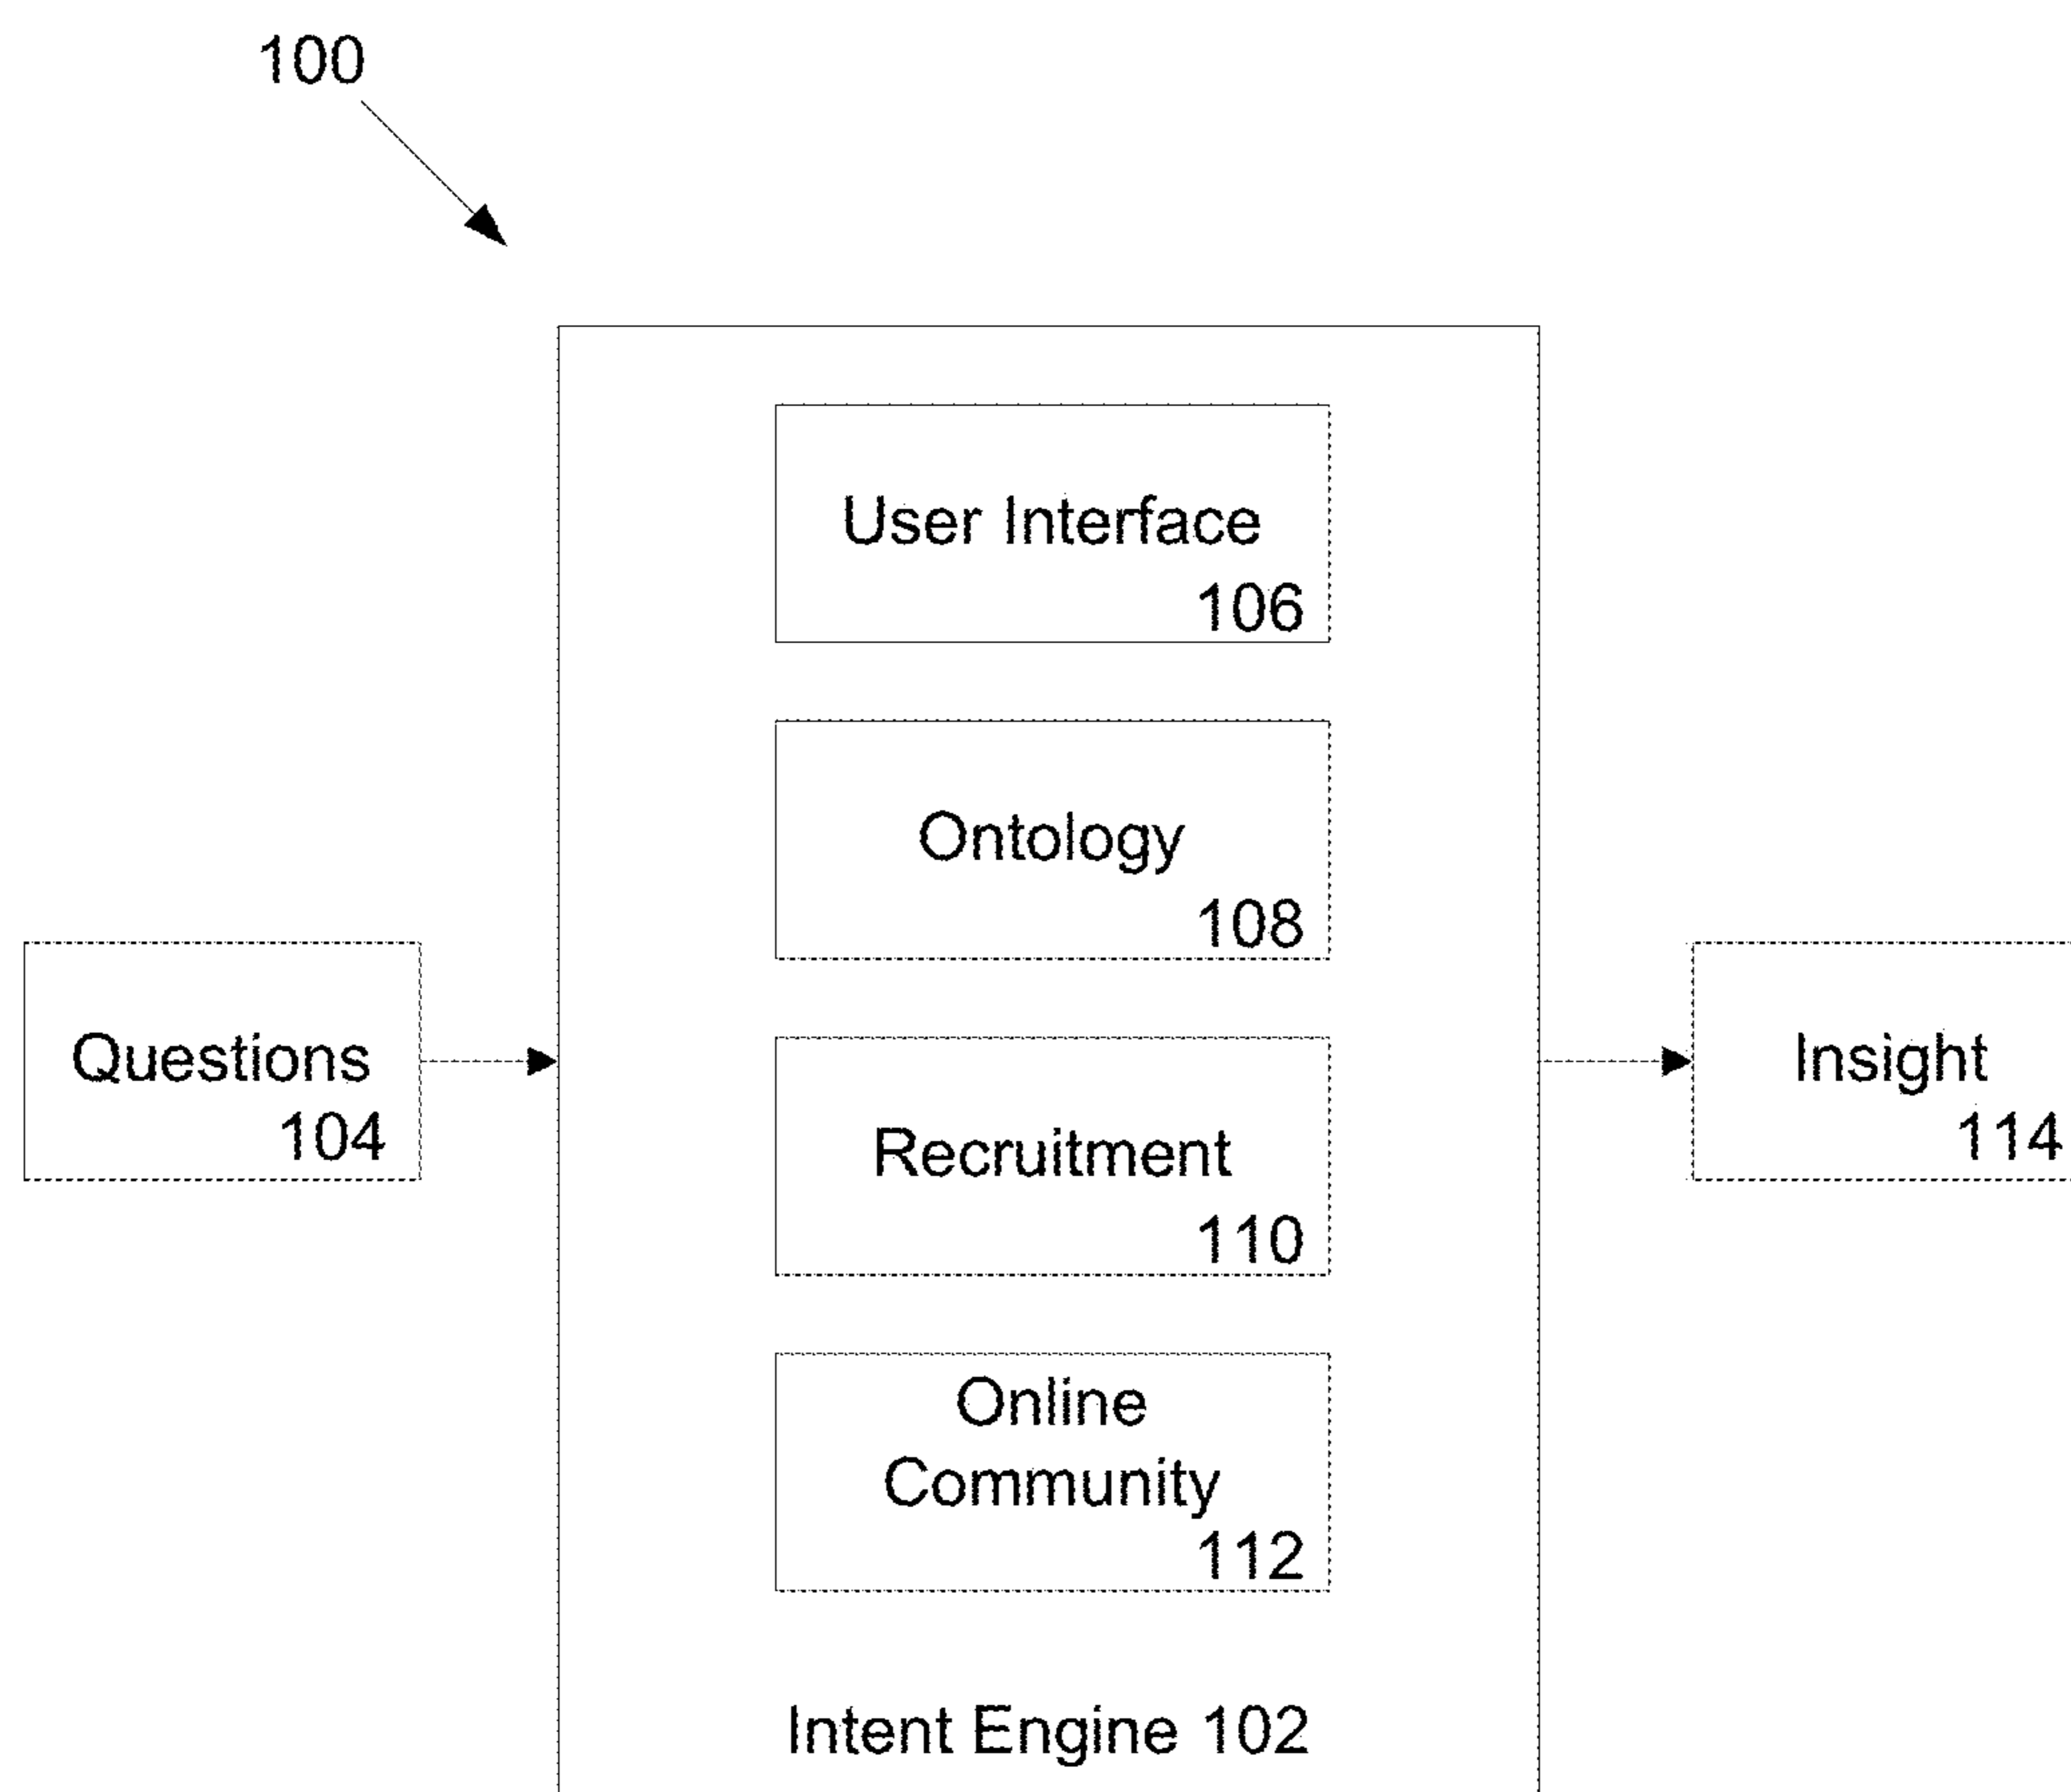 100
User Interface
106
Ontology
108
Questions
104
Recruitment
110
Online
Community
112
Intent Engine 102
Insight
114